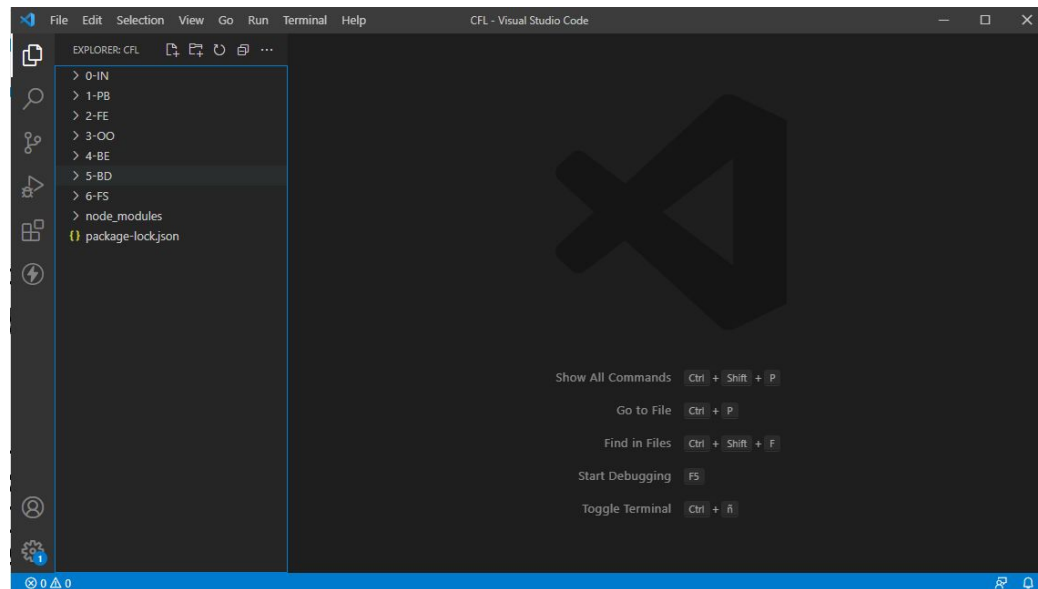 File Edit Selection View Go Run Terminal Help CFL - Visual Studio Code
EXPLORER: CFL
0-IN
1-PB
2-FE
3-OO
4-BE
5-BD
6-FS
node_modules
{} package-lock.json
Show All Commands Ctrl + Shift + P
Go to File Ctrl + P
Find in Files Ctrl + Shift + F
Start Debugging F5
Toggle Terminal Ctrl + ñ
1
0 0